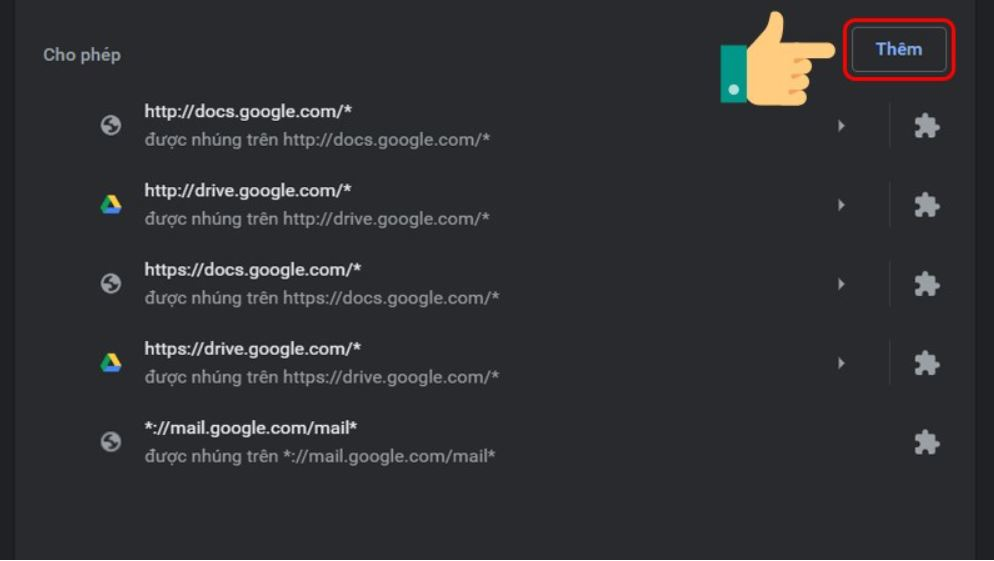 Cho phép
Thêm
http://docs.google.com/*
được nhúng trên http://docs.google.com/*
http://drive.google.com/*
được nhúng trên http://drive.google.com/*
https://docs.google.com/*
được nhúng trên https://docs.google.com/*
https://drive.google.com/*
được nhúng trên https://drive.google.com/*
*://mail.google.com/mail*
được nhúng trên *://mail.google.com/mail*